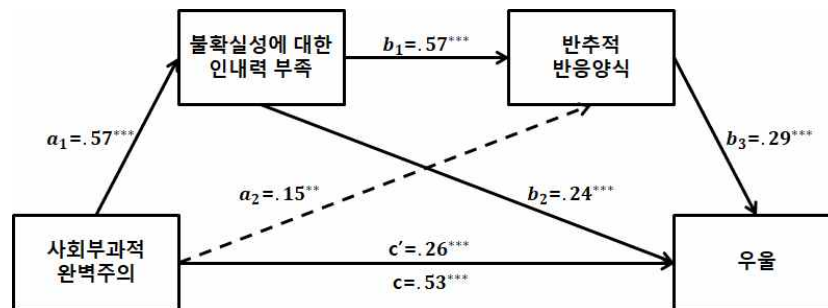 불확실성에 대한
인내력 부족
b₁=.57***
반추적
반응양식
a₁=.57***
b₃=.29***
a₂=.15**
b₂=.24***
사회부과적
완벽주의
c′=.26***
c=.53***
우울